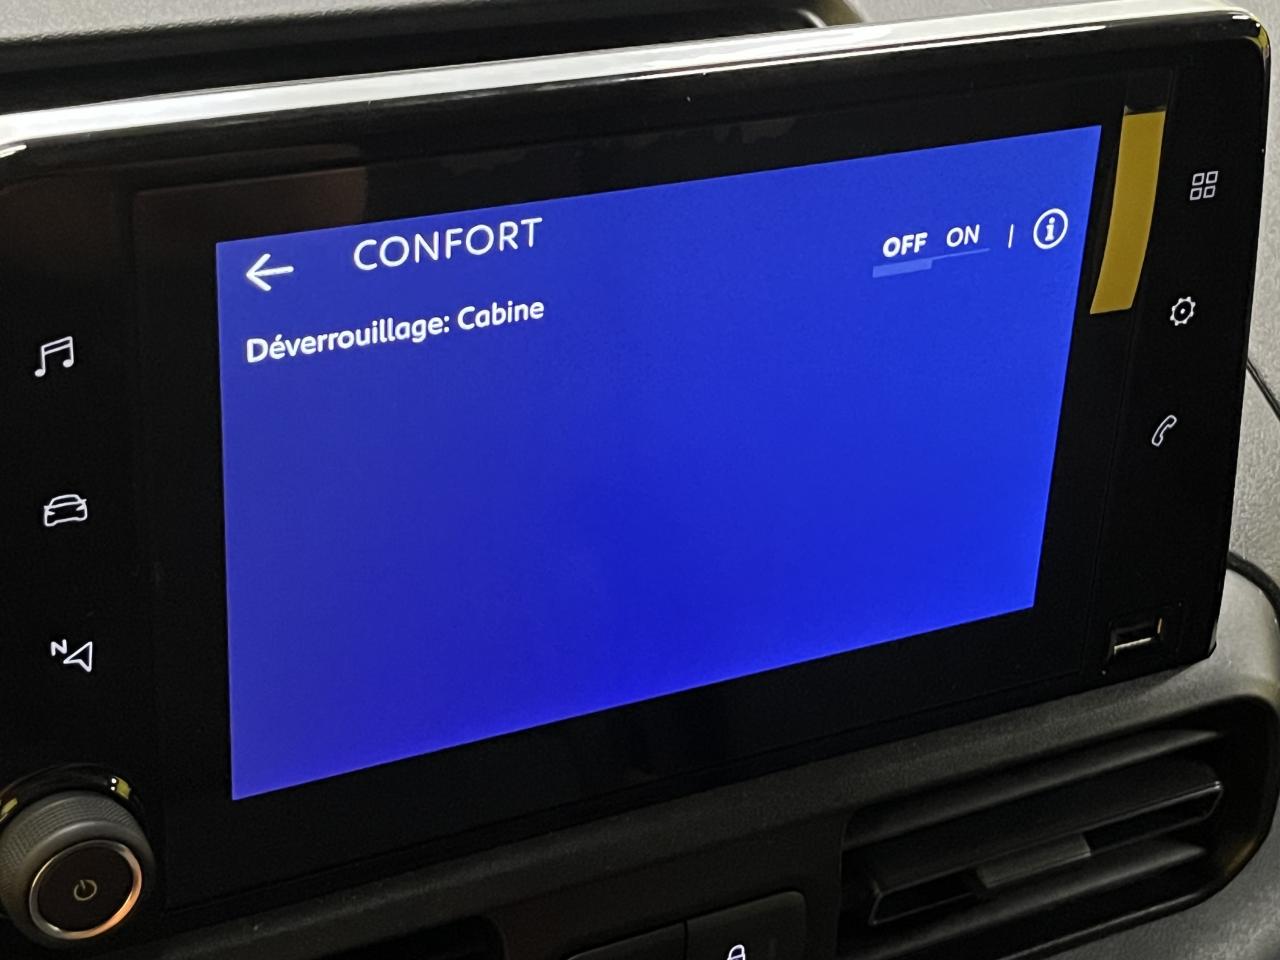 CONFORT
Déverrouillage: Cabine
OFF ON | i
N